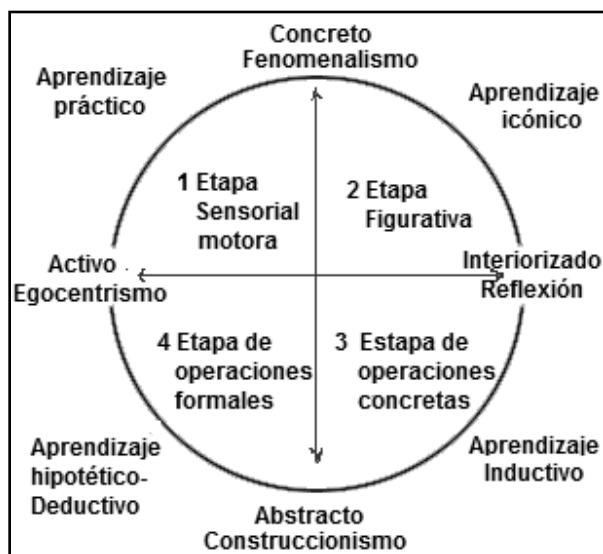 Concreto
Fenomenalismo
Aprendizaje
práctico
Aprendizaje
icónico
1 Etapa
Sensorial
motora
2 Etapa
Figurativa
Activo
Egocentrismo
Interiorizado
Reflexión
4 Etapa de
operaciones
formales
3 Estapa de
operaciones
concretas
Aprendizaje
hipotético-
Deductivo
Aprendizaje
Inductivo
Abstracto
Construccionismo